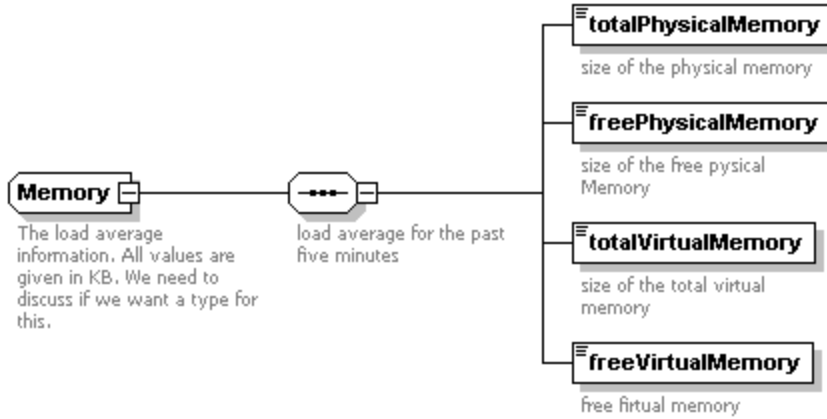 Memory
The load average
information. All values are
given in KB. We need to
discuss if we want a type for
this.
load average for the past
five minutes
totalPhysicalMemory
size of the physical memory
freePhysicalMemory
size of the free pysical
Memory
totalVirtualMemory
size of the total virtual
memory
freeVirtualMemory
free firtual memory